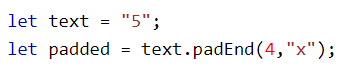 let text = "5";
let padded = text.padEnd(4,"x");